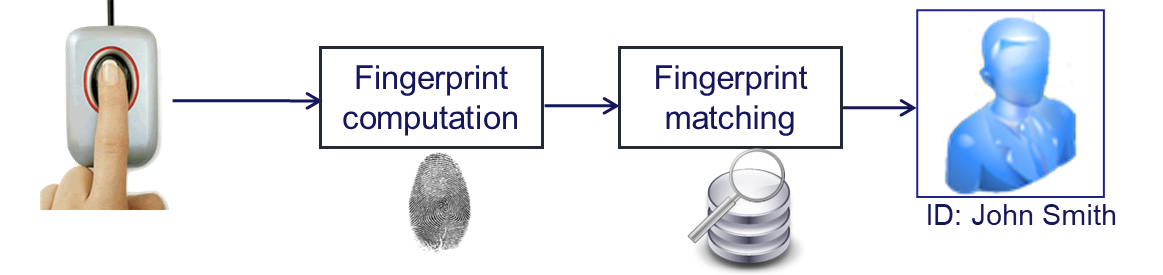 Fingerprint
computation
Fingerprint
matching
ID: John Smith